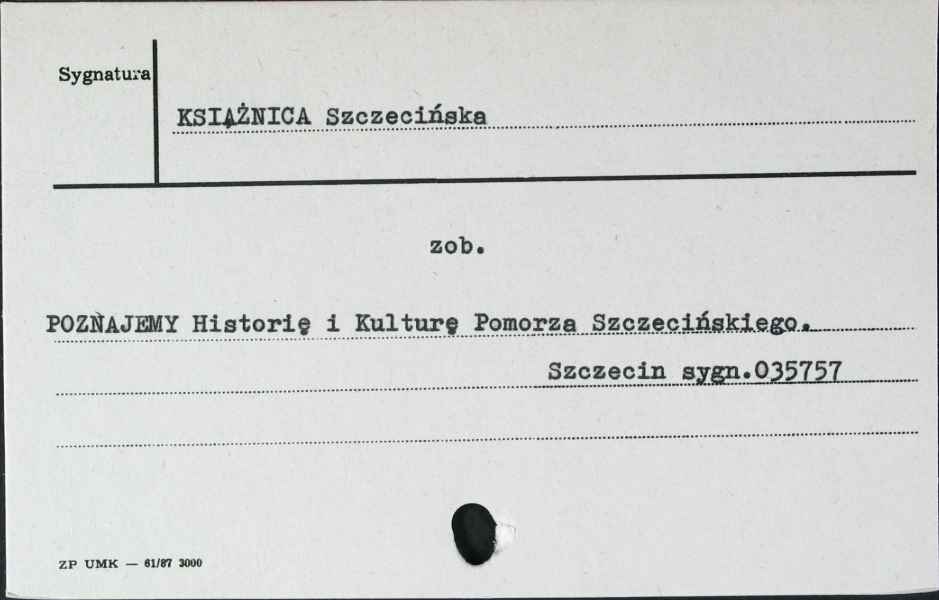 Sygnatura
KSIĄŻNICA Szczecińska
zob.
POZNAJEMY Historię i Kulturę Pomorza Szczecińskiego.
Szczecin sygn.035757
ZP UMK — 61/87 3000